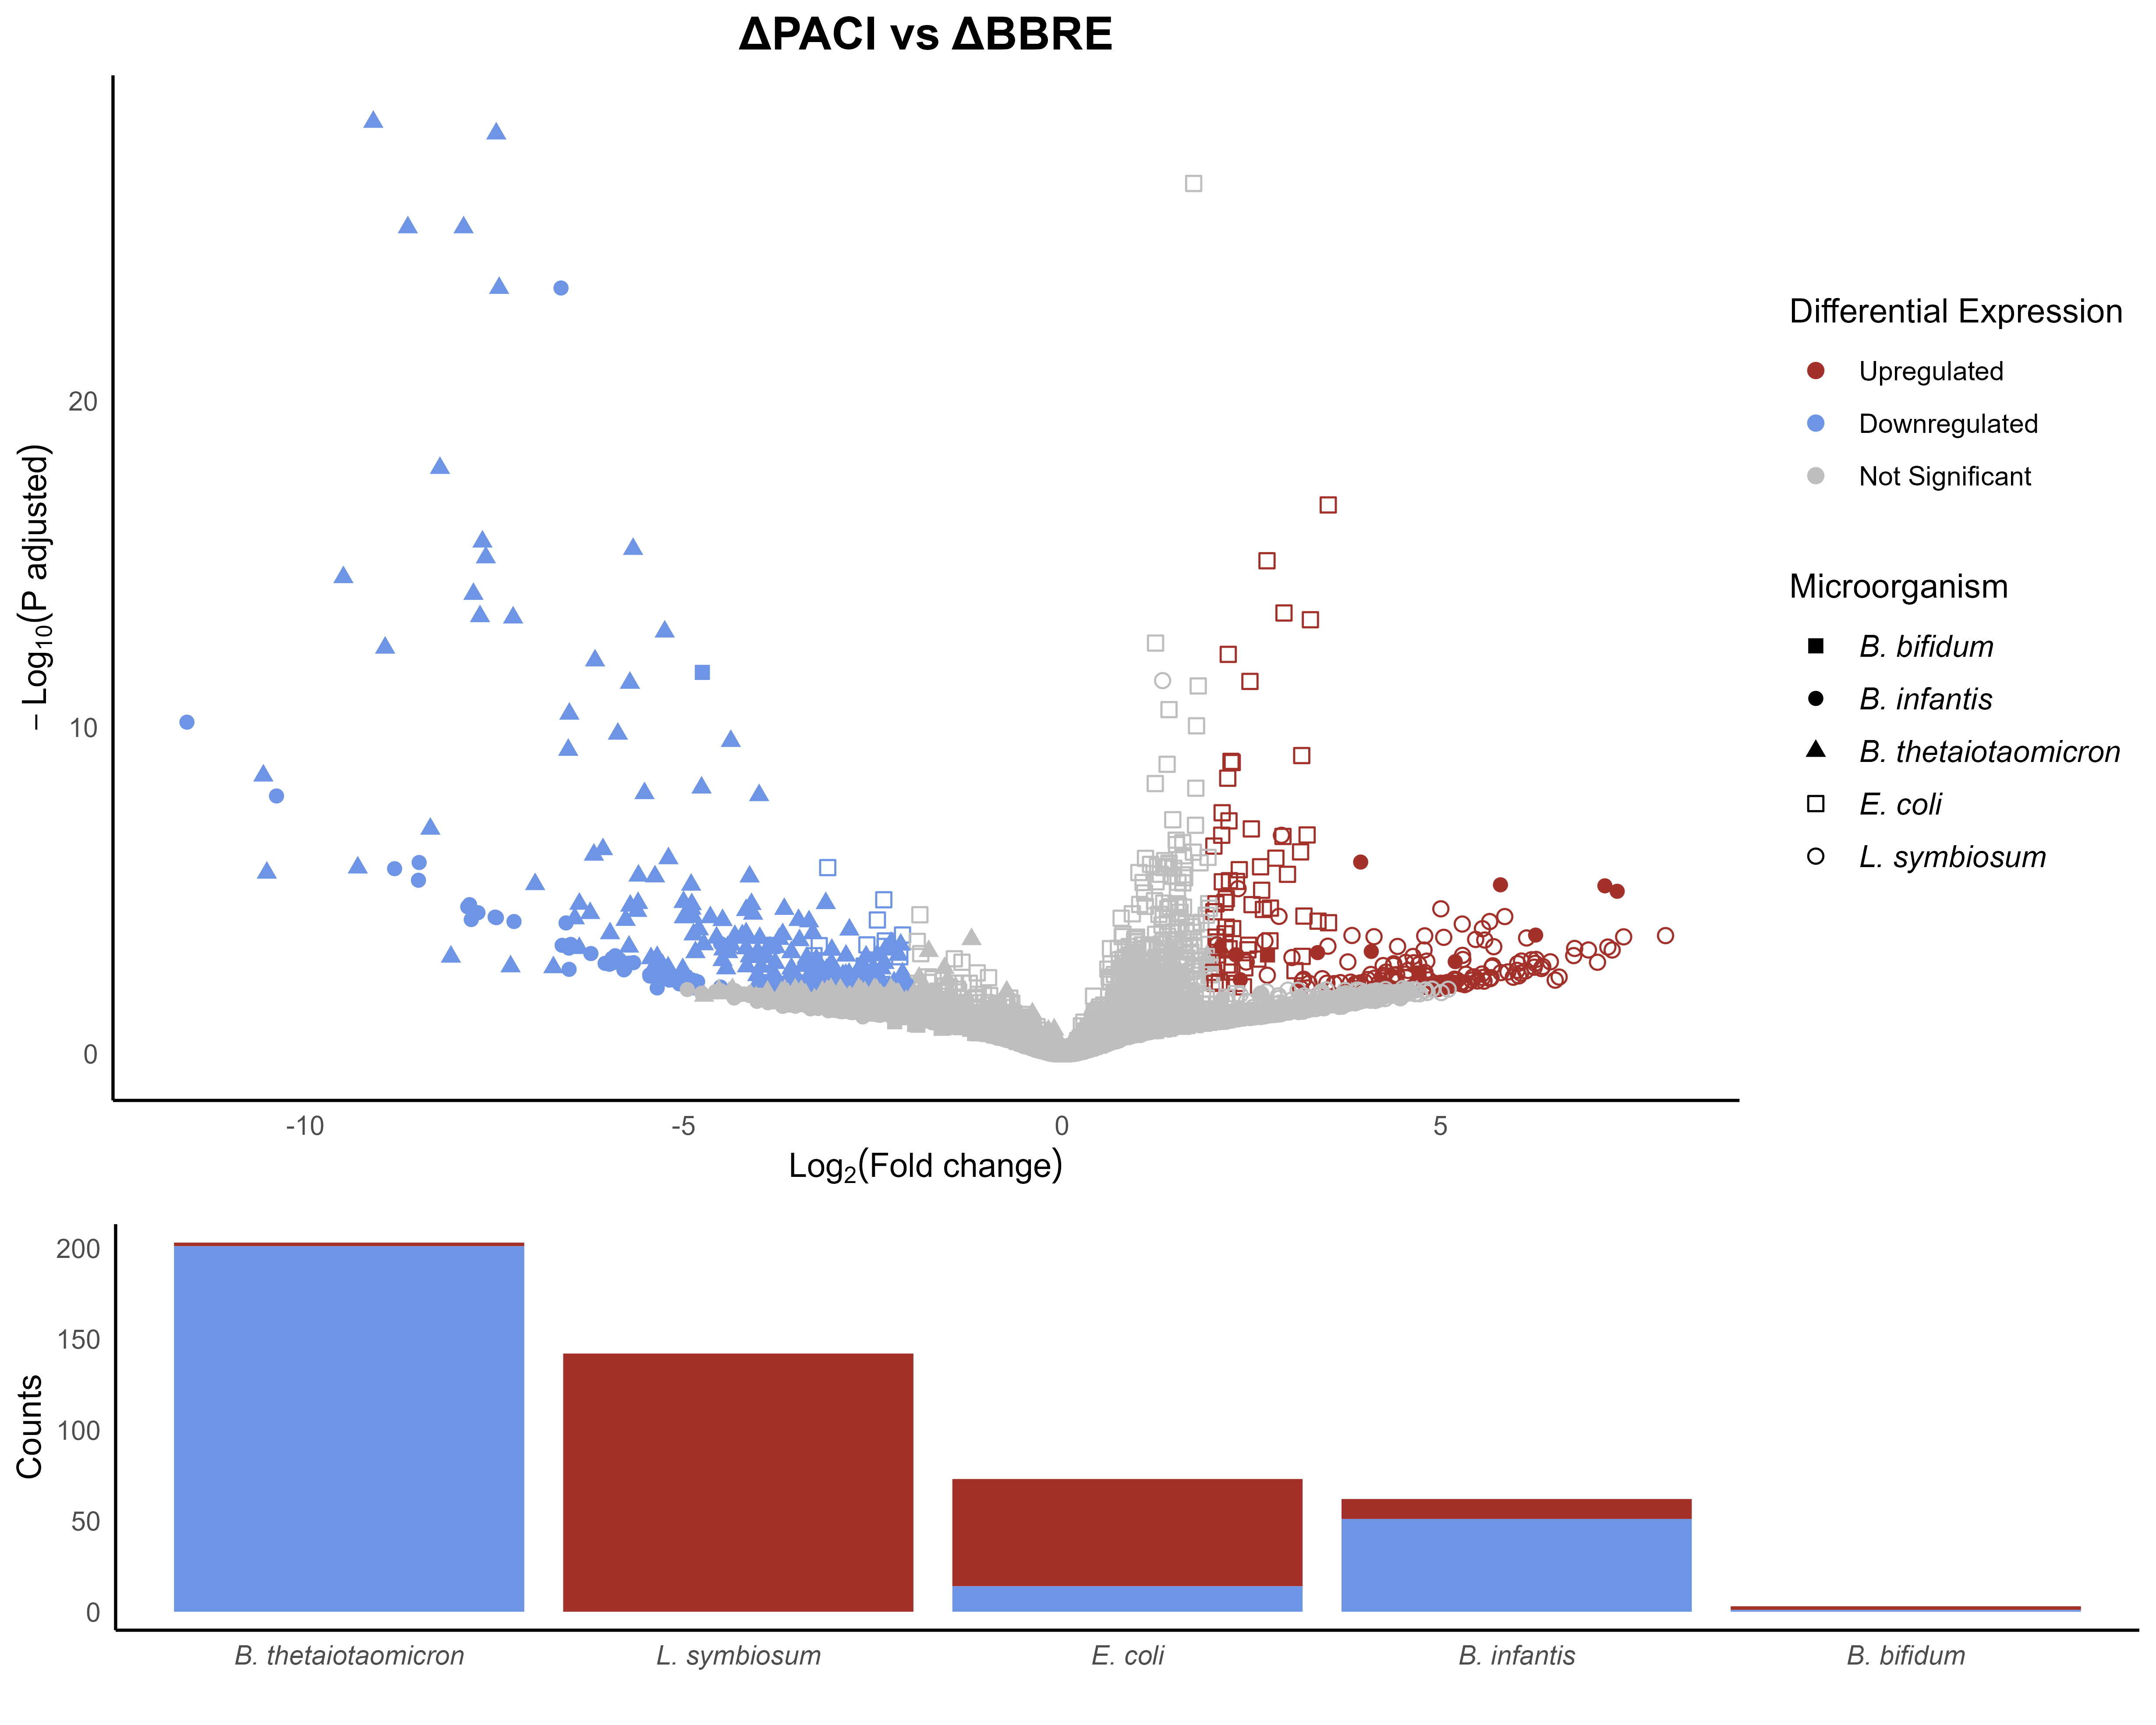 ΔPACI vs ΔBBRE
− Log₁₀(P adjusted)
20
10
0
-10
-5
0
5
Log₂(Fold change)
Differential Expression
Upregulated
Downregulated
Not Significant
Microorganism
B. bifidum
B. infantis
B. thetaiotaomicron
E. coli
L. symbiosum
Counts
200
150
100
50
0
B. thetaiotaomicron
L. symbiosum
E. coli
B. infantis
B. bifidum